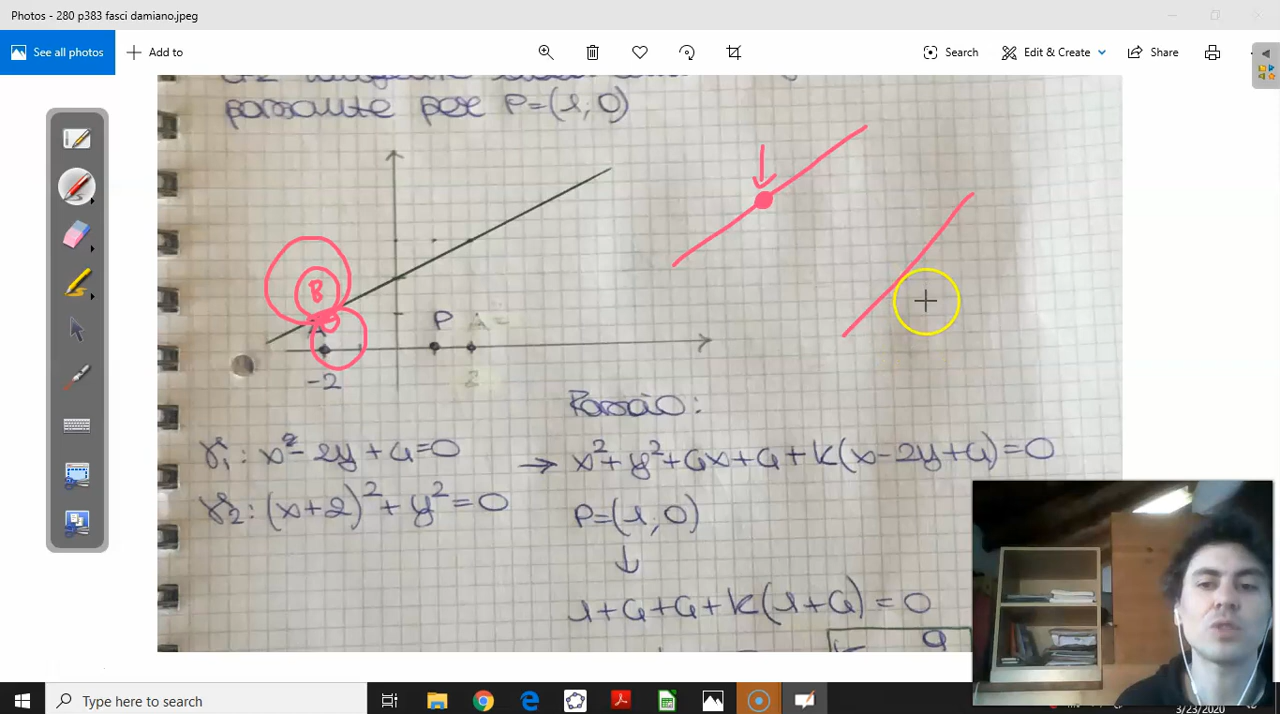 Photos - 280 p383 fasci damiano.jpeg
See all photos
Add to
Search
Edit & Create
Share
passante per P=(1,0)
B
P A=
-2 2
Fascio:
γ1: x²-2y+4=0 → x²+y²+4x+4+k(x-2y+4)=0
γ2: (x+2)²+y²=0 P=(1,0)
↓
1+4+4+k(1+4)=0
9
Type here to search
3/23/2020